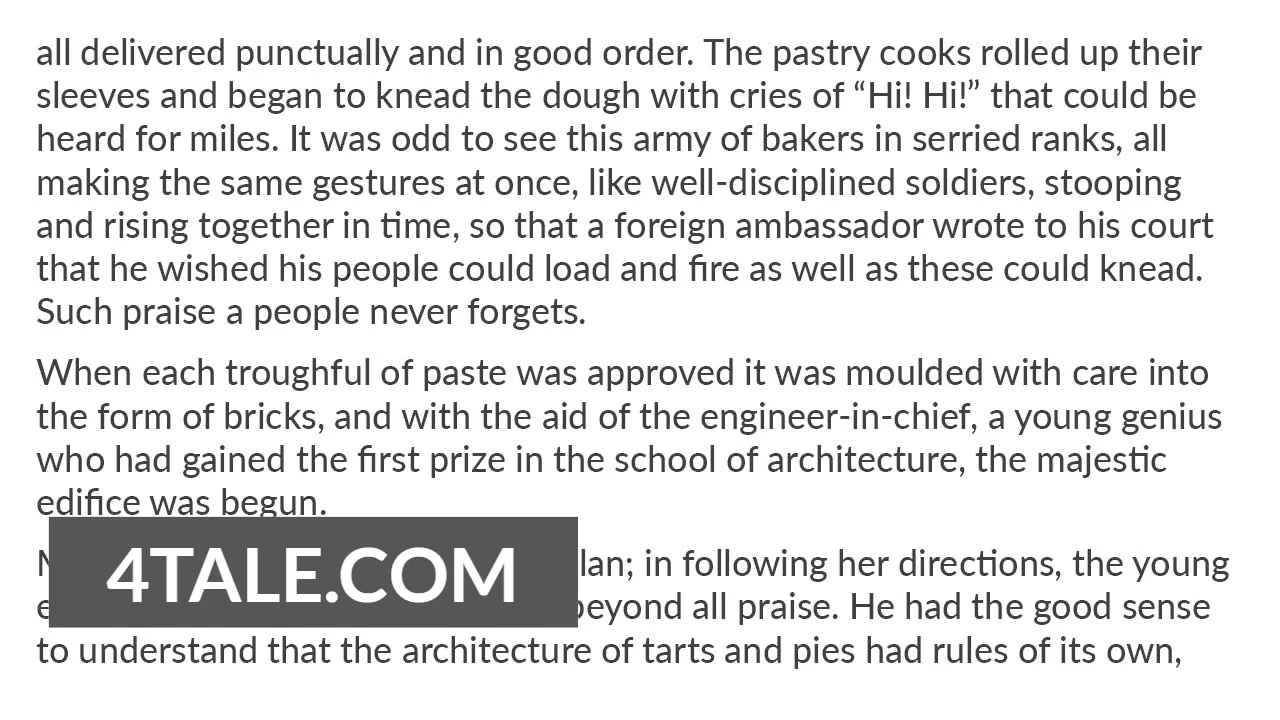 all delivered punctually and in good order. The pastry cooks rolled up their
sleeves and began to knead the dough with cries of “Hi! Hi!” that could be
heard for miles. It was odd to see this army of bakers in serried ranks, all
making the same gestures at once, like well-disciplined soldiers, stooping
and rising together in time, so that a foreign ambassador wrote to his court
that he wished his people could load and fire as well as these could knead.
Such praise a people never forgets.
When each troughful of paste was approved it was moulded with care into
the form of bricks, and with the aid of the engineer-in-chief, a young genius
who had gained the first prize in the school of architecture, the majestic
edifice was begun.
in following her directions, the young
beyond all praise. He had the good sense
4TALE.COM
to understand that the architecture of tarts and pies had rules of its own,